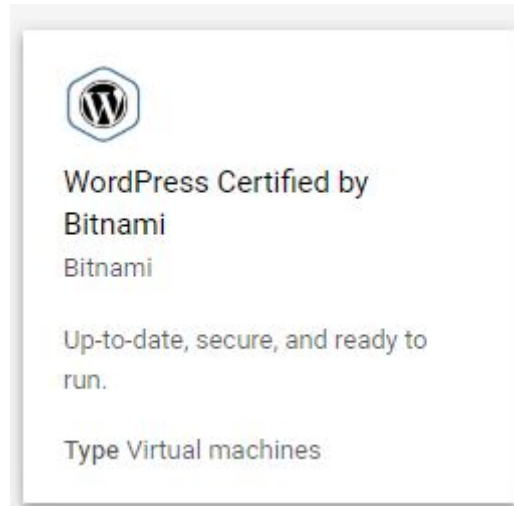 WordPress Certified by
Bitnami
Bitnami
Up-to-date, secure, and ready to
run.
Type Virtual machines